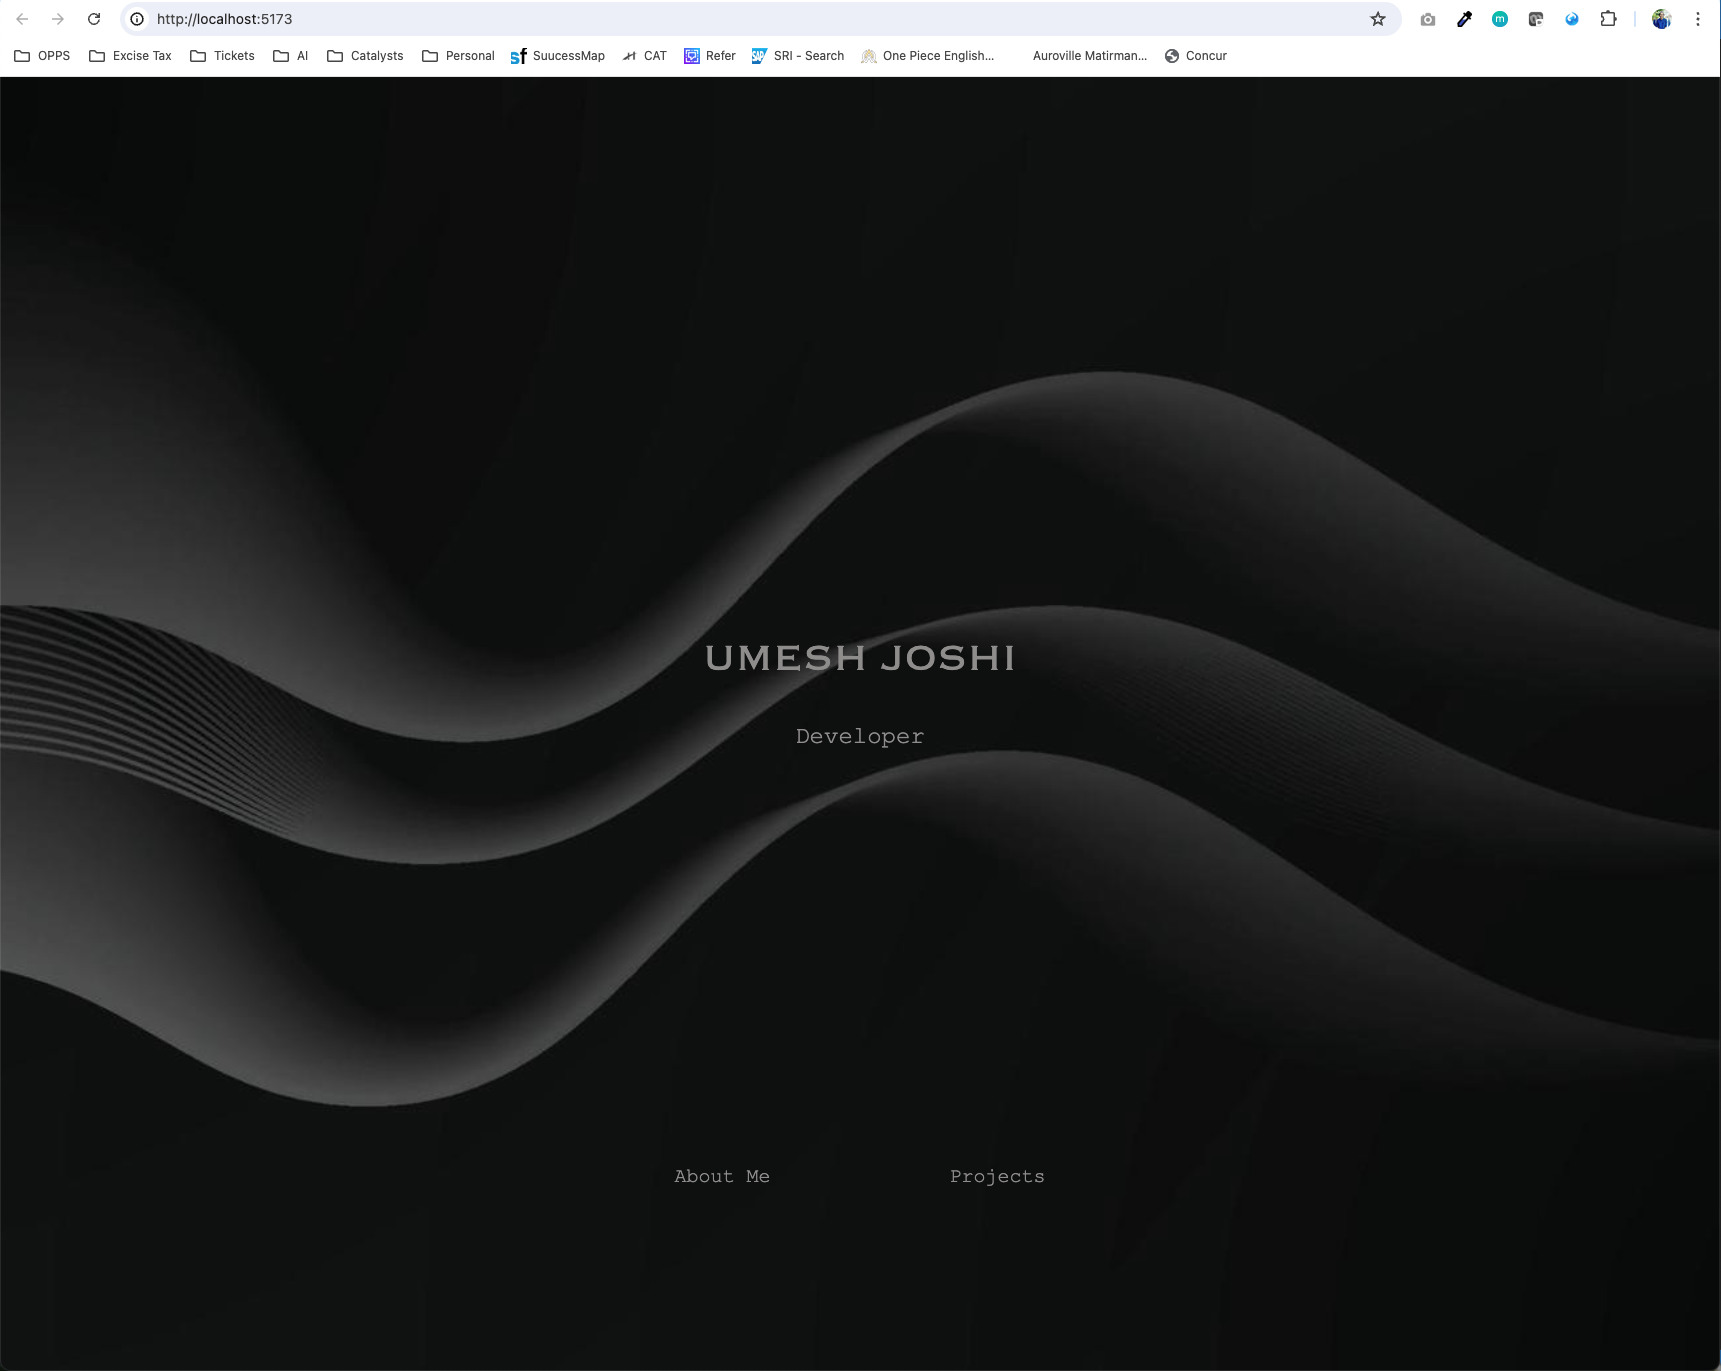 http://localhost:5173
OPPS Excise Tax Tickets AI Catalysts Personal SuucessMap CAT Refer SRI - Search One Piece English... Auroville Matirman... Concur
UMESH JOSHI
Developer
About Me Projects